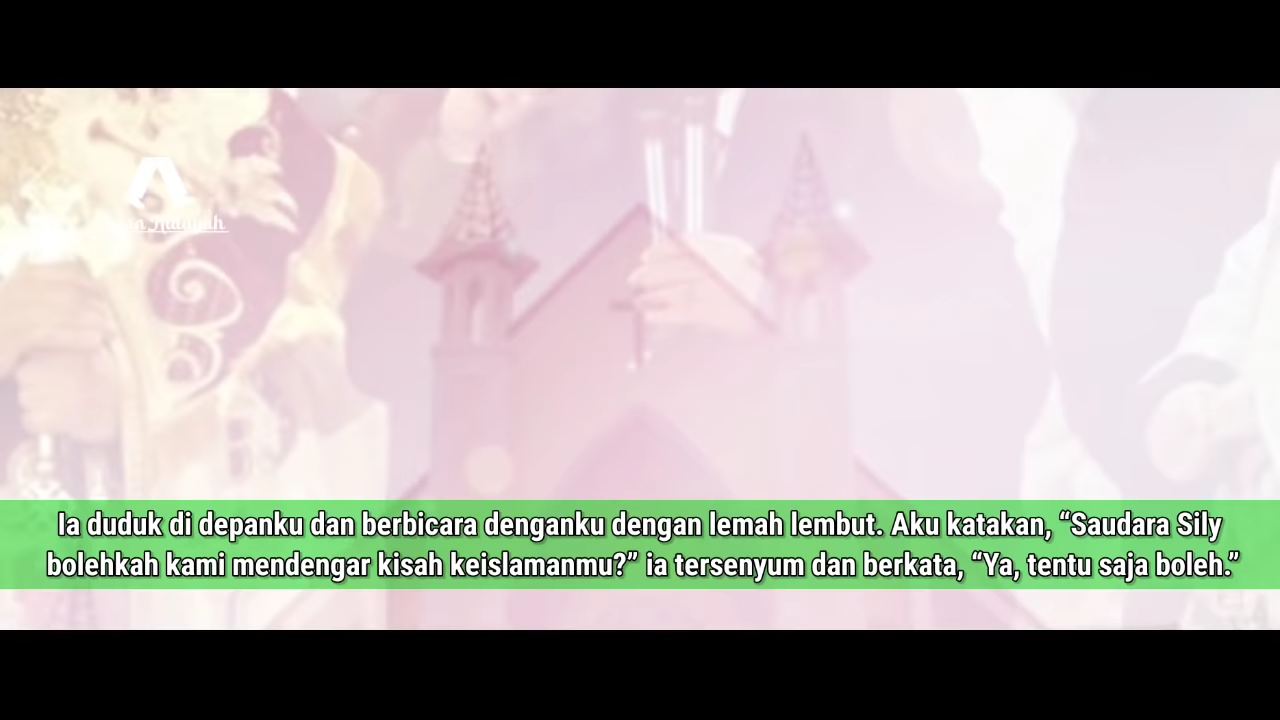 Ia duduk di depanku dan berbicara denganku dengan lemah lembut. Aku katakan, “Saudara Sily
bolehkah kami mendengar kisah keislamanmu?” ia tersenyum dan berkata, “Ya, tentu saja boleh.”